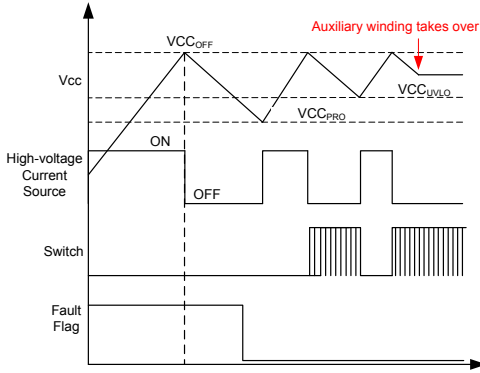 Auxiliary winding takes over
VCCOFF
Vcc
VCCUVLO
VCCPRO
ON
High-voltage
Current
Source
OFF
Switch
Fault
Flag